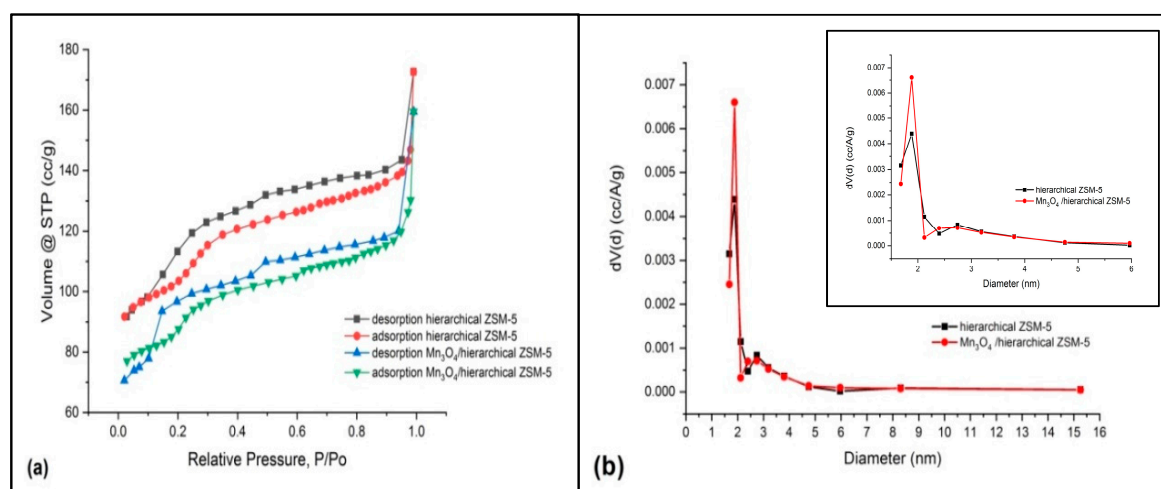 180
160
140
120
100
80
60
Volume @ STP (cc/g)
desorption hierarchical ZSM-5
adsorption hierarchical ZSM-5
desorption Mn₃O₄/hierarchical ZSM-5
adsorption Mn₃O₄/hierarchical ZSM-5
0.0 0.2 0.4 0.6 0.8 1.0
Relative Pressure, P/Po
(a)
0.008
0.007
0.006
0.005
0.004
0.003
0.002
0.001
0.000
dV(d) (cc/A/g)
hierarchical ZSM-5
Mn₃O₄ /hierarchical ZSM-5
0 1 2 3 4 5 6 7 8 9 10 11 12 13 14 15 16
Diameter (nm)
(b)
0.008
0.007
0.006
0.005
0.004
0.003
0.002
0.001
0.000
dV(d) (cc/A/g)
hierarchical ZSM-5
Mn₃O₄ /hierarchical ZSM-5
2 3 4 5 6
Diameter (nm)